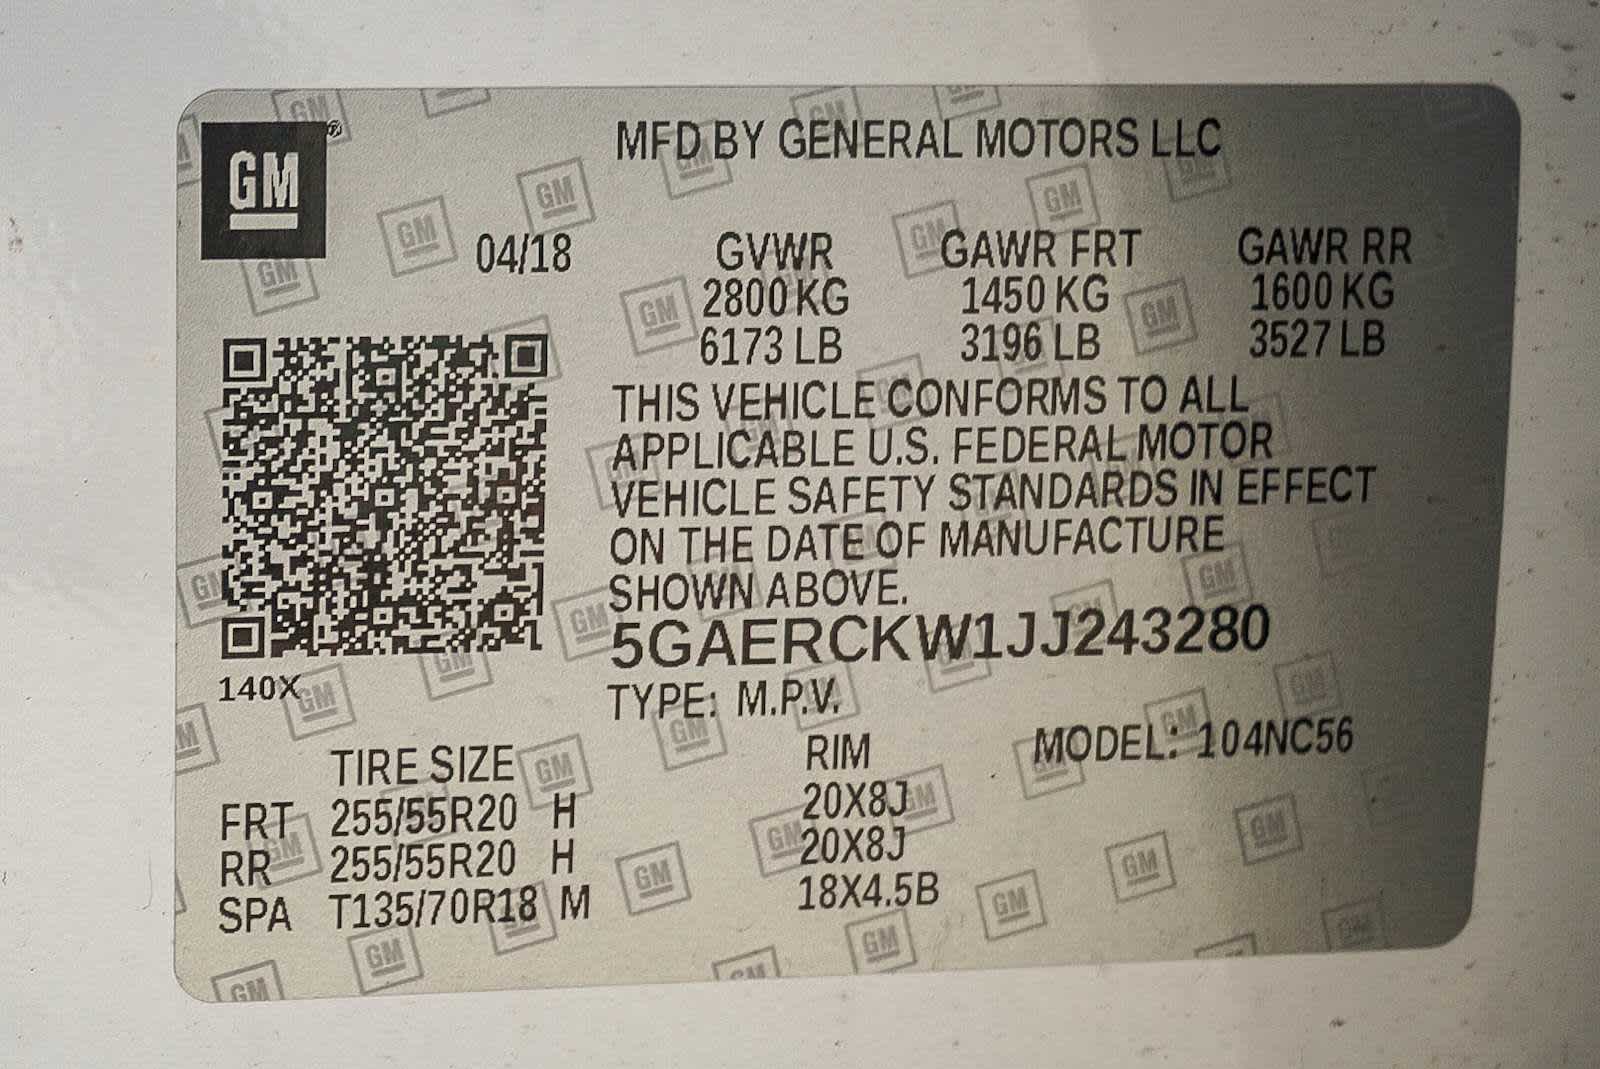 GM®
MFD BY GENERAL MOTORS LLC
04/18 GVWR GAWR FRT GAWR RR
2800 KG 1450 KG 1600 KG
6173 LB 3196 LB 3527 LB
THIS VEHICLE CONFORMS TO ALL
APPLICABLE U.S. FEDERAL MOTOR
VEHICLE SAFETY STANDARDS IN EFFECT
ON THE DATE OF MANUFACTURE
SHOWN ABOVE.
5GAERCKW1JJ243280
140X
TYPE: M.P.V.
TIRE SIZE RIM MODEL: 104NC56
FRT 255/55R20 H 20X8J
RR 255/55R20 H 20X8J
SPA T135/70R18 M 18X4.5B